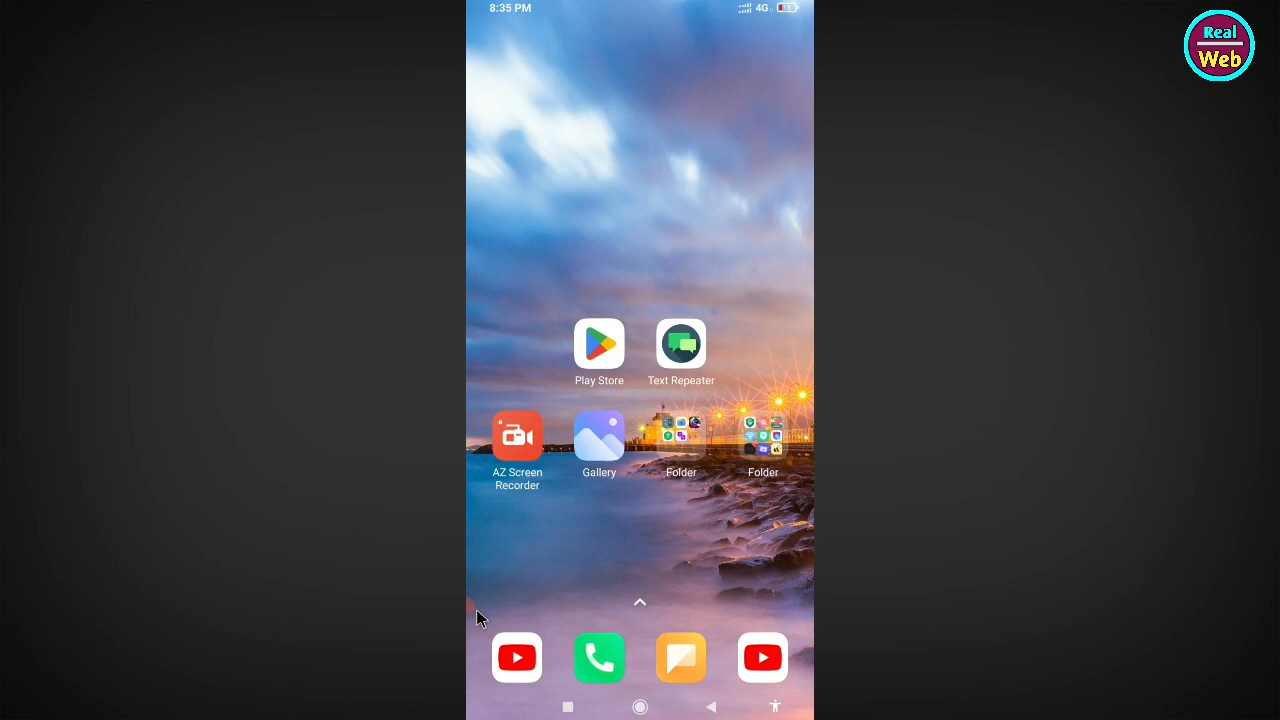 8:35 PM
4G
Real
Web
Play Store
Text Repeater
AZ Screen
Recorder
Gallery
Folder
Folder